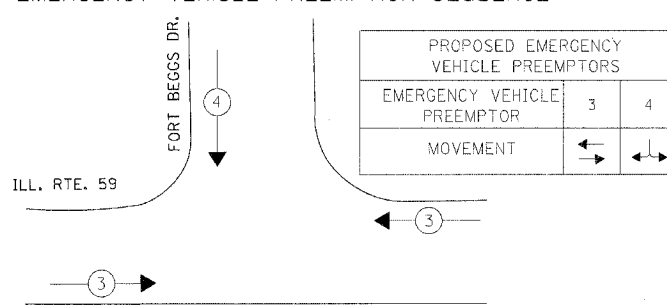 EMERGENCY VEHICLE PREEMPTION SEQUENCE
FORT BEGGS DR.
4
PROPOSED EMERGENCY
VEHICLE PREEMPTORS
EMERGENCY VEHICLE
PREEMPTOR
3
4
MOVEMENT
ILL. RTE. 59
3
3